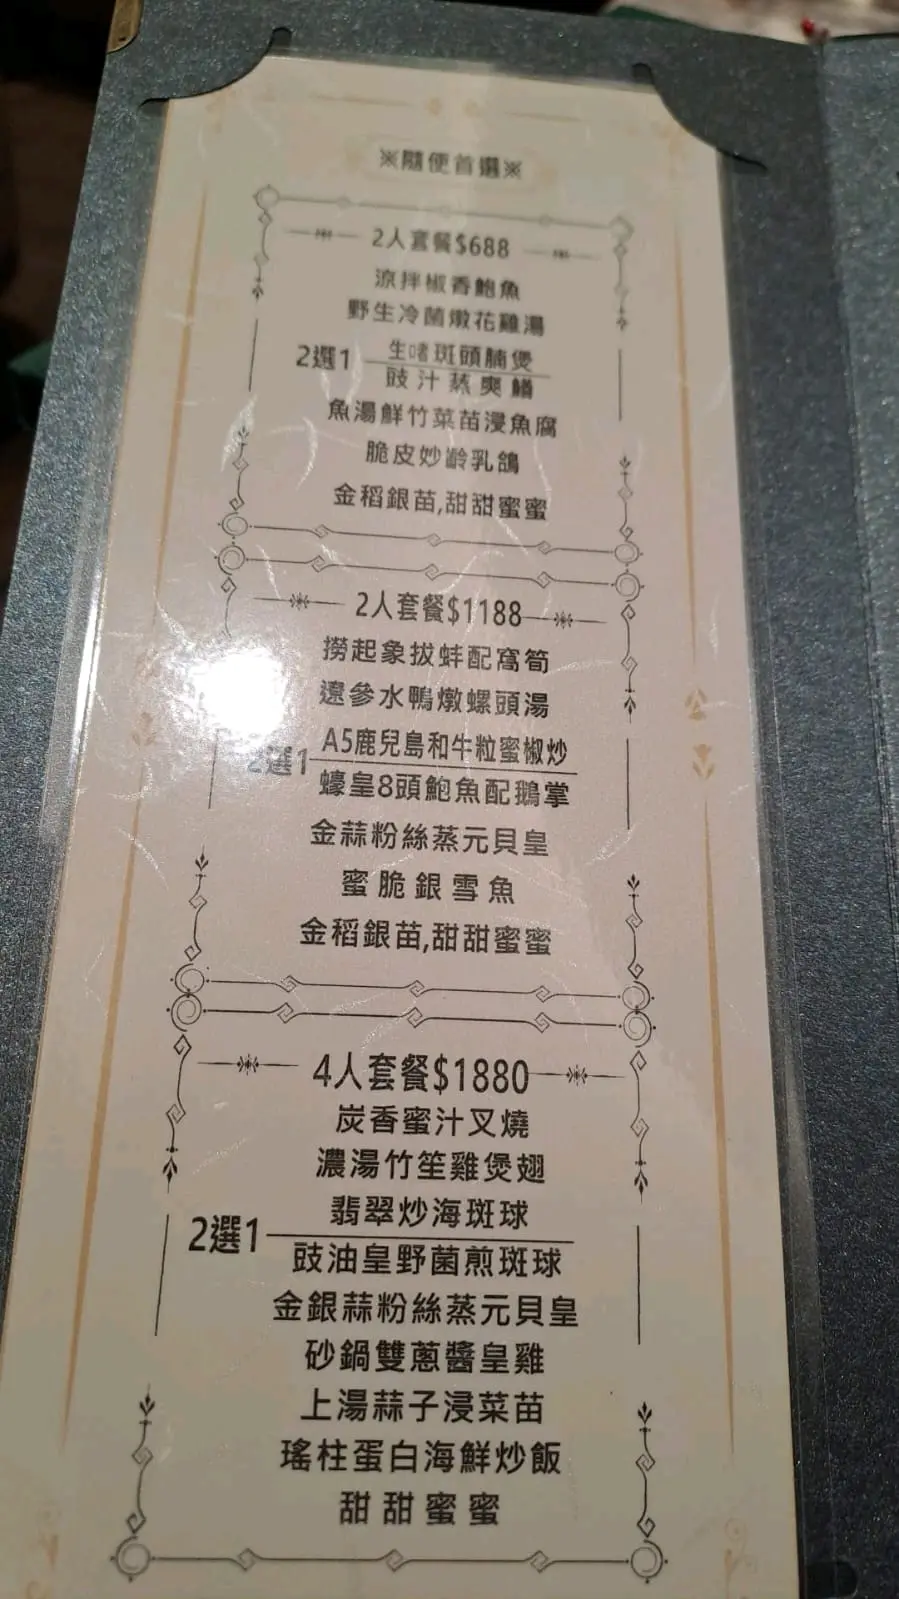 ※隨便首選※
2人套餐$688
涼拌椒香鮑魚
野生冷菌燉花雞湯
生啫斑頭腩煲
2選1
豉汁蒸爽鱔
魚湯鮮竹菜苗浸魚腐
脆皮妙齡乳鴿
金稻銀苗,甜甜蜜蜜
2人套餐$1188
撈起象拔蚌配窩筍
遼參水鴨燉螺頭湯
A5鹿兒島和牛粒蜜椒炒
2選1
蠔皇8頭鮑魚配鵝掌
金蒜粉絲蒸元貝皇
蜜脆銀雪魚
金稻銀苗,甜甜蜜蜜
4人套餐$1880
炭香蜜汁叉燒
濃湯竹笙雞煲翅
翡翠炒海斑球
2選1
豉油皇野菌煎斑球
金銀蒜粉絲蒸元貝皇
砂鍋雙蔥醬皇雞
上湯蒜子浸菜苗
瑤柱蛋白海鮮炒飯
甜甜蜜蜜